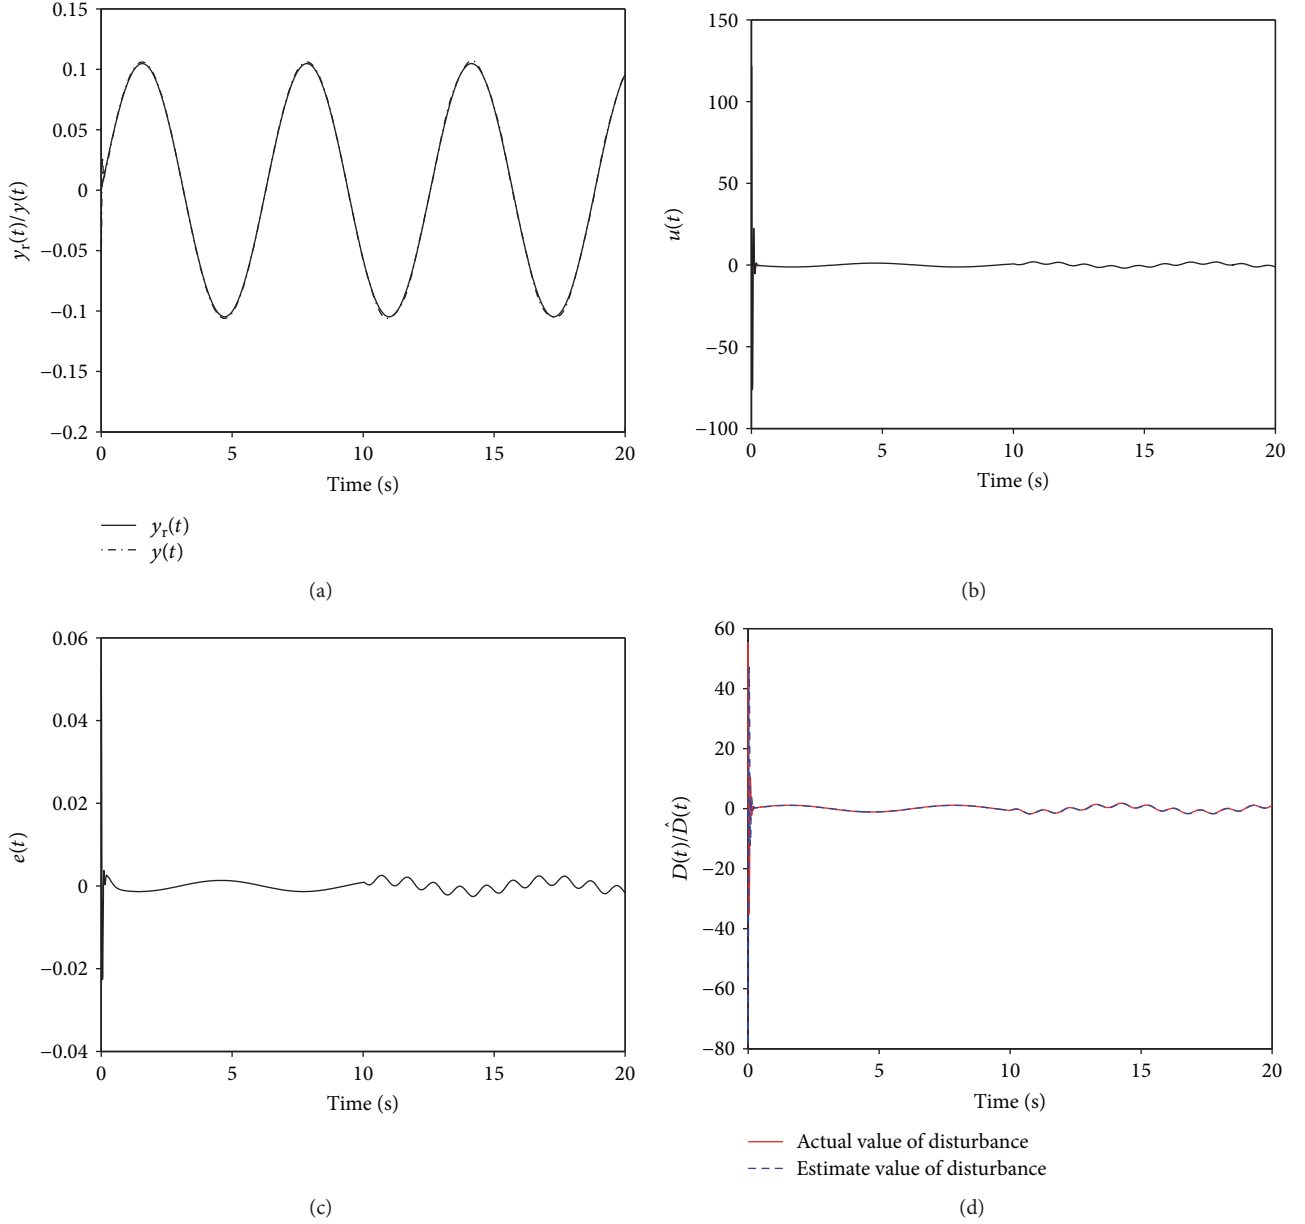 0.15
0.1
0.05
0
−0.05
−0.1
−0.15
−0.2
y_r(t)/y(t)
0 5 10 15 20
Time (s)
y_r(t)
y(t)
(a)
150
100
50
0
−50
−100
u(t)
0 5 10 15 20
Time (s)
(b)
0.06
0.04
0.02
0
−0.02
−0.04
e(t)
0 5 10 15 20
Time (s)
(c)
60
40
20
0
−20
−40
−60
−80
D(t)/D̂(t)
0 5 10 15 20
Time (s)
Actual value of disturbance
Estimate value of disturbance
(d)